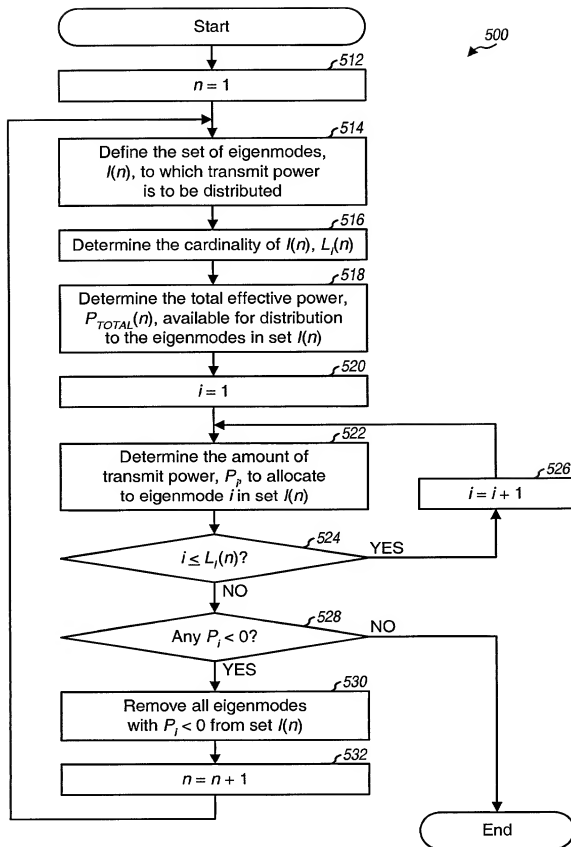 Start
500
512
n = 1
514
Define the set of eigenmodes,
I(n), to which transmit power
is to be distributed
516
Determine the cardinality of I(n), L_I(n)
518
Determine the total effective power,
P_TOTAL(n), available for distribution
to the eigenmodes in set I(n)
520
i = 1
522
Determine the amount of
transmit power, P_i, to allocate
to eigenmode i in set I(n)
526
i = i + 1
524
i ≤ L_I(n)?
YES
NO
528
Any P_i < 0?
NO
YES
530
Remove all eigenmodes
with P_i < 0 from set I(n)
532
n = n + 1
End